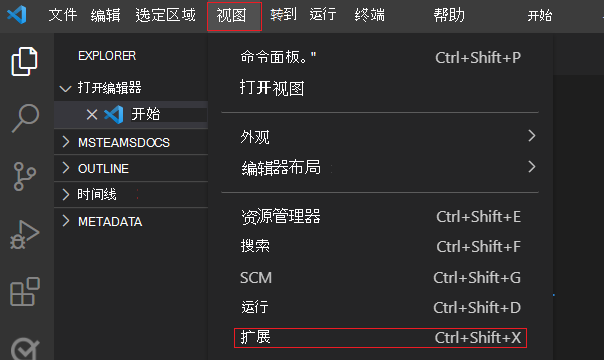 文件 编辑 选定区域 视图 转到 运行 终端 帮助 开始
EXPLORER
打开编辑器
开始
MSTEAMSDOCS
OUTLINE
时间线
METADATA
命令面板。" Ctrl+Shift+P
打开视图
外观
编辑器布局
资源管理器 Ctrl+Shift+E
搜索 Ctrl+Shift+F
SCM Ctrl+Shift+G
运行 Ctrl+Shift+D
扩展 Ctrl+Shift+X